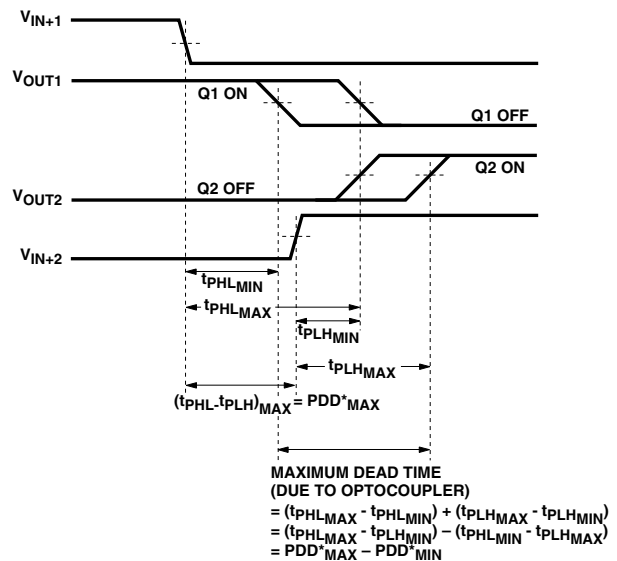 VIN+1
VOUT1
Q1 ON
Q1 OFF
Q2 ON
Q2 OFF
VOUT2
VIN+2
tPHLMIN
tPHLMAX
tPLHMIN
tPLHMAX
(tPHL-tPLH)MAX = PDD*MAX
MAXIMUM DEAD TIME
(DUE TO OPTOCOUPLER)
= (tPHLMAX - tPHLMIN) + (tPLHMAX - tPLHMIN)
= (tPHLMAX - tPHLMIN) – (tPHLMIN - tPLHMAX)
= PDD*MAX – PDD*MIN